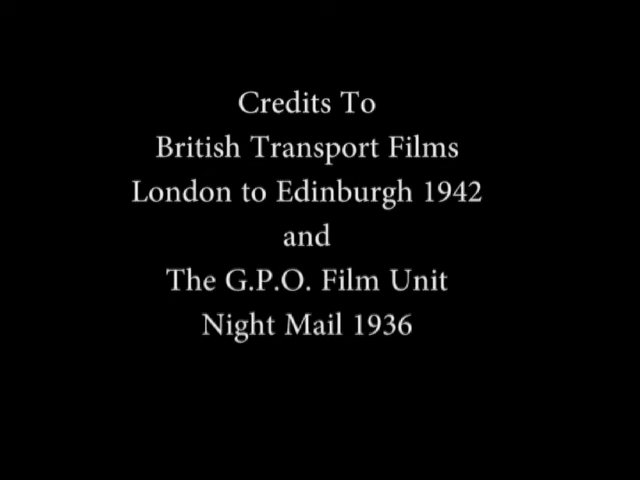 Credits To
British Transport Films
London to Edinburgh 1942
and
The G.P.O. Film Unit
Night Mail 1936